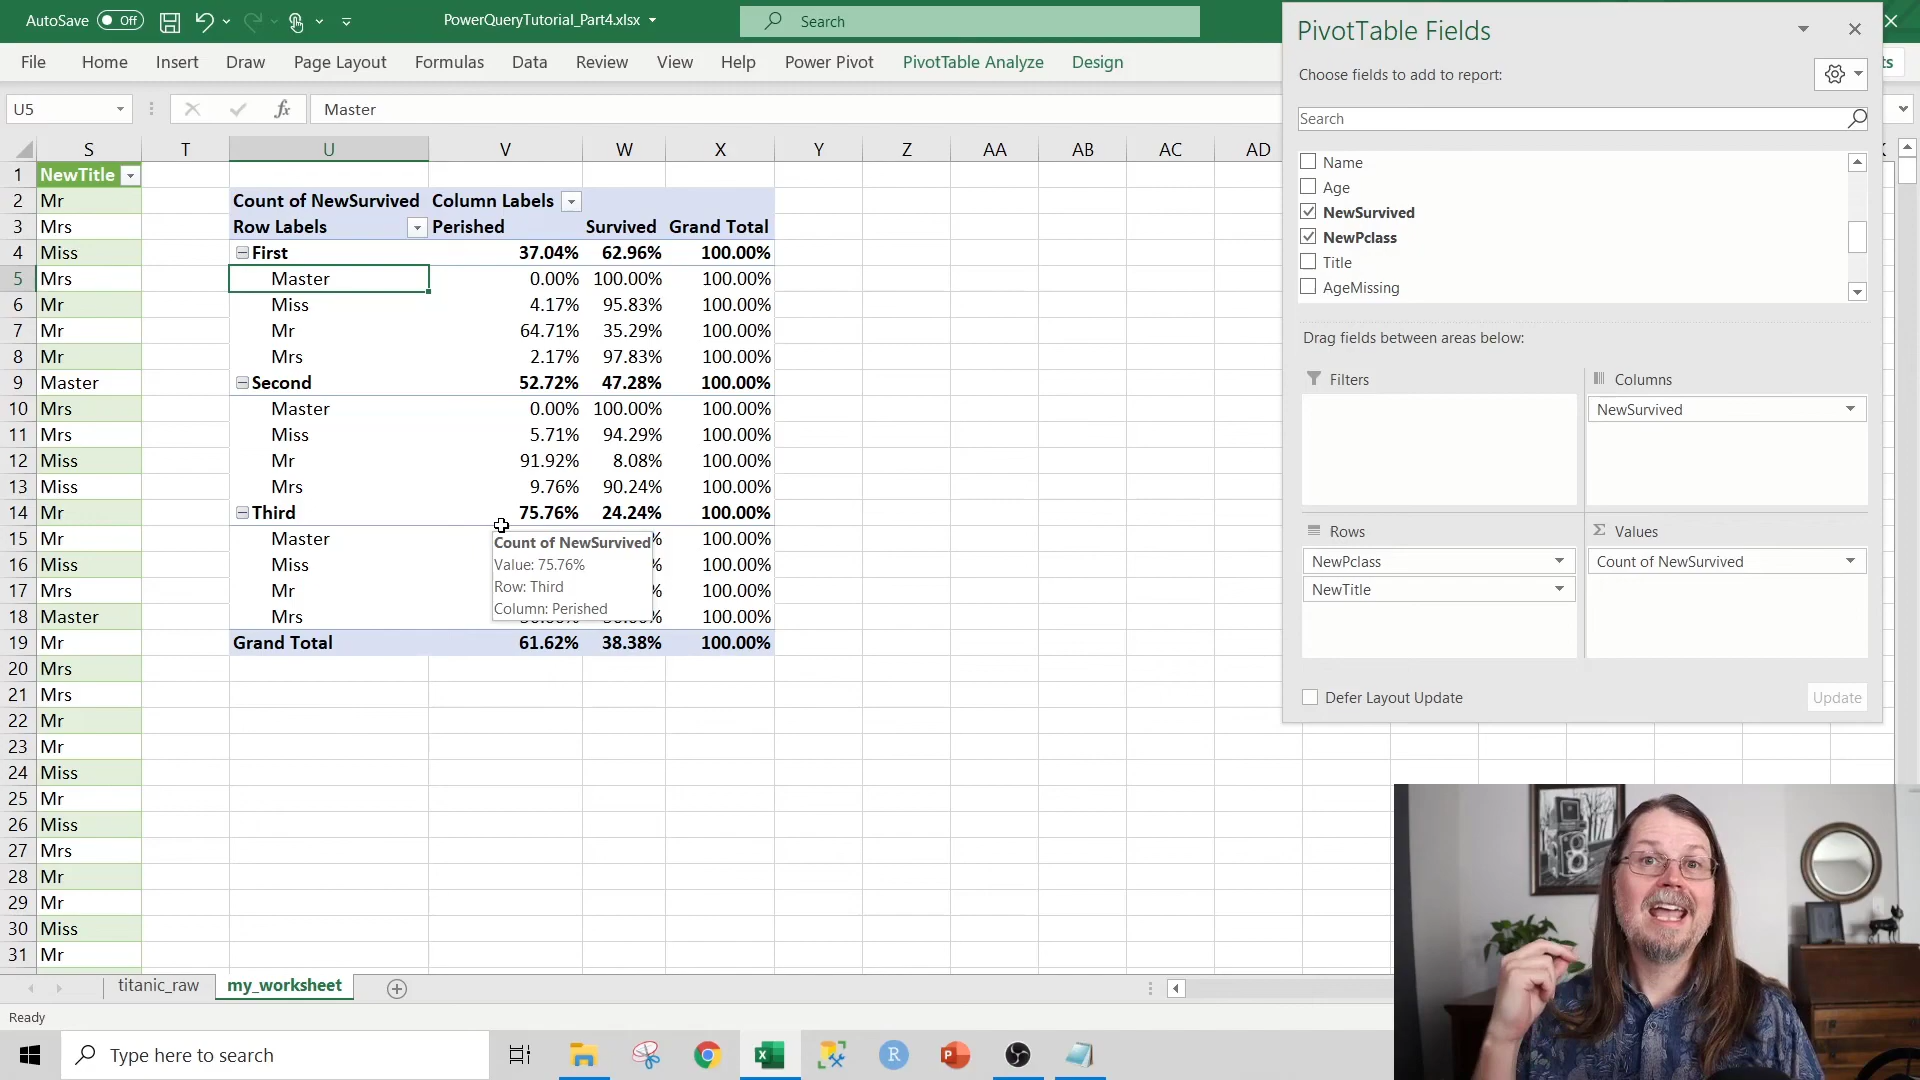 AutoSave Off PowerQueryTutorial_Part4.xlsx Search
File Home Insert Draw Page Layout Formulas Data Review View Help Power Pivot PivotTable Analyze Design
U5 fx Master
S T U V W X Y Z AA AB AC AD
1 NewTitle
2 Mr Count of NewSurvived Column Labels
3 Mrs Row Labels Perished Survived Grand Total
4 Miss First 37.04% 62.96% 100.00%
5 Mrs Master 0.00% 100.00% 100.00%
6 Mr Miss 4.17% 95.83% 100.00%
7 Mr Mr 64.71% 35.29% 100.00%
8 Mr Mrs 2.17% 97.83% 100.00%
9 Master Second 52.72% 47.28% 100.00%
10 Mrs Master 0.00% 100.00% 100.00%
11 Mrs Miss 5.71% 94.29% 100.00%
12 Miss Mr 91.92% 8.08% 100.00%
13 Miss Mrs 9.76% 90.24% 100.00%
14 Mr Third 75.76% 24.24% 100.00%
15 Mr Master % 100.00%
16 Miss Miss % 100.00%
17 Mrs Mr % 100.00%
18 Master Mrs 100.00%
19 Mr Grand Total 61.62% 38.38% 100.00%
20 Mrs
21 Mrs
22 Mr
23 Mr
24 Miss
25 Mr
26 Miss
27 Mrs
28 Mr
29 Mr
30 Miss
31 Mr
Count of NewSurvived
Value: 75.76%
Row: Third
Column: Perished
PivotTable Fields
Choose fields to add to report:
Search
Name
Age
NewSurvived
NewPclass
Title
AgeMissing
Drag fields between areas below:
Filters
Columns
NewSurvived
Rows
NewPclass
NewTitle
Values
Count of NewSurvived
Defer Layout Update Update
titanic_raw my_worksheet
Ready
Type here to search